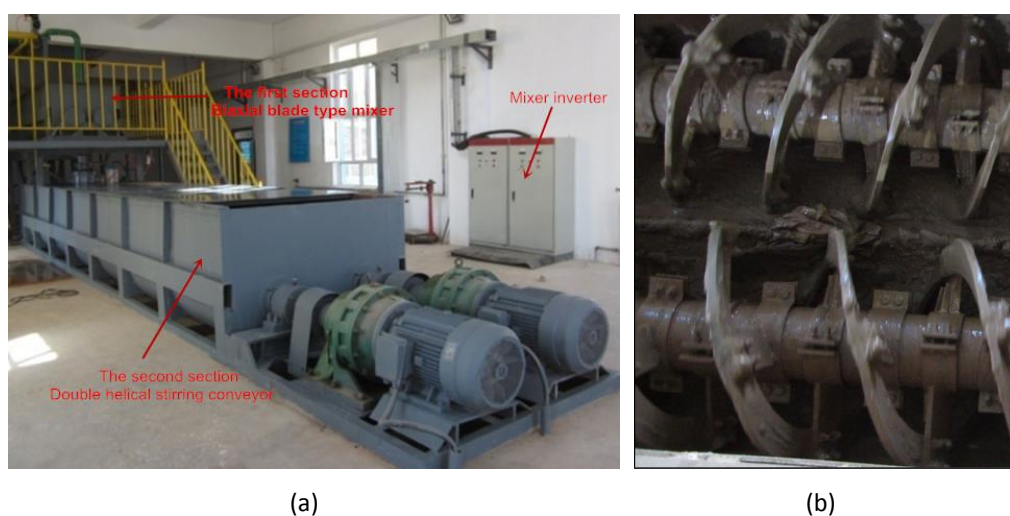 The first section
Biaxial blade type mixer
Mixer inverter
The second section
Double helical stirring conveyor
(a)
(b)